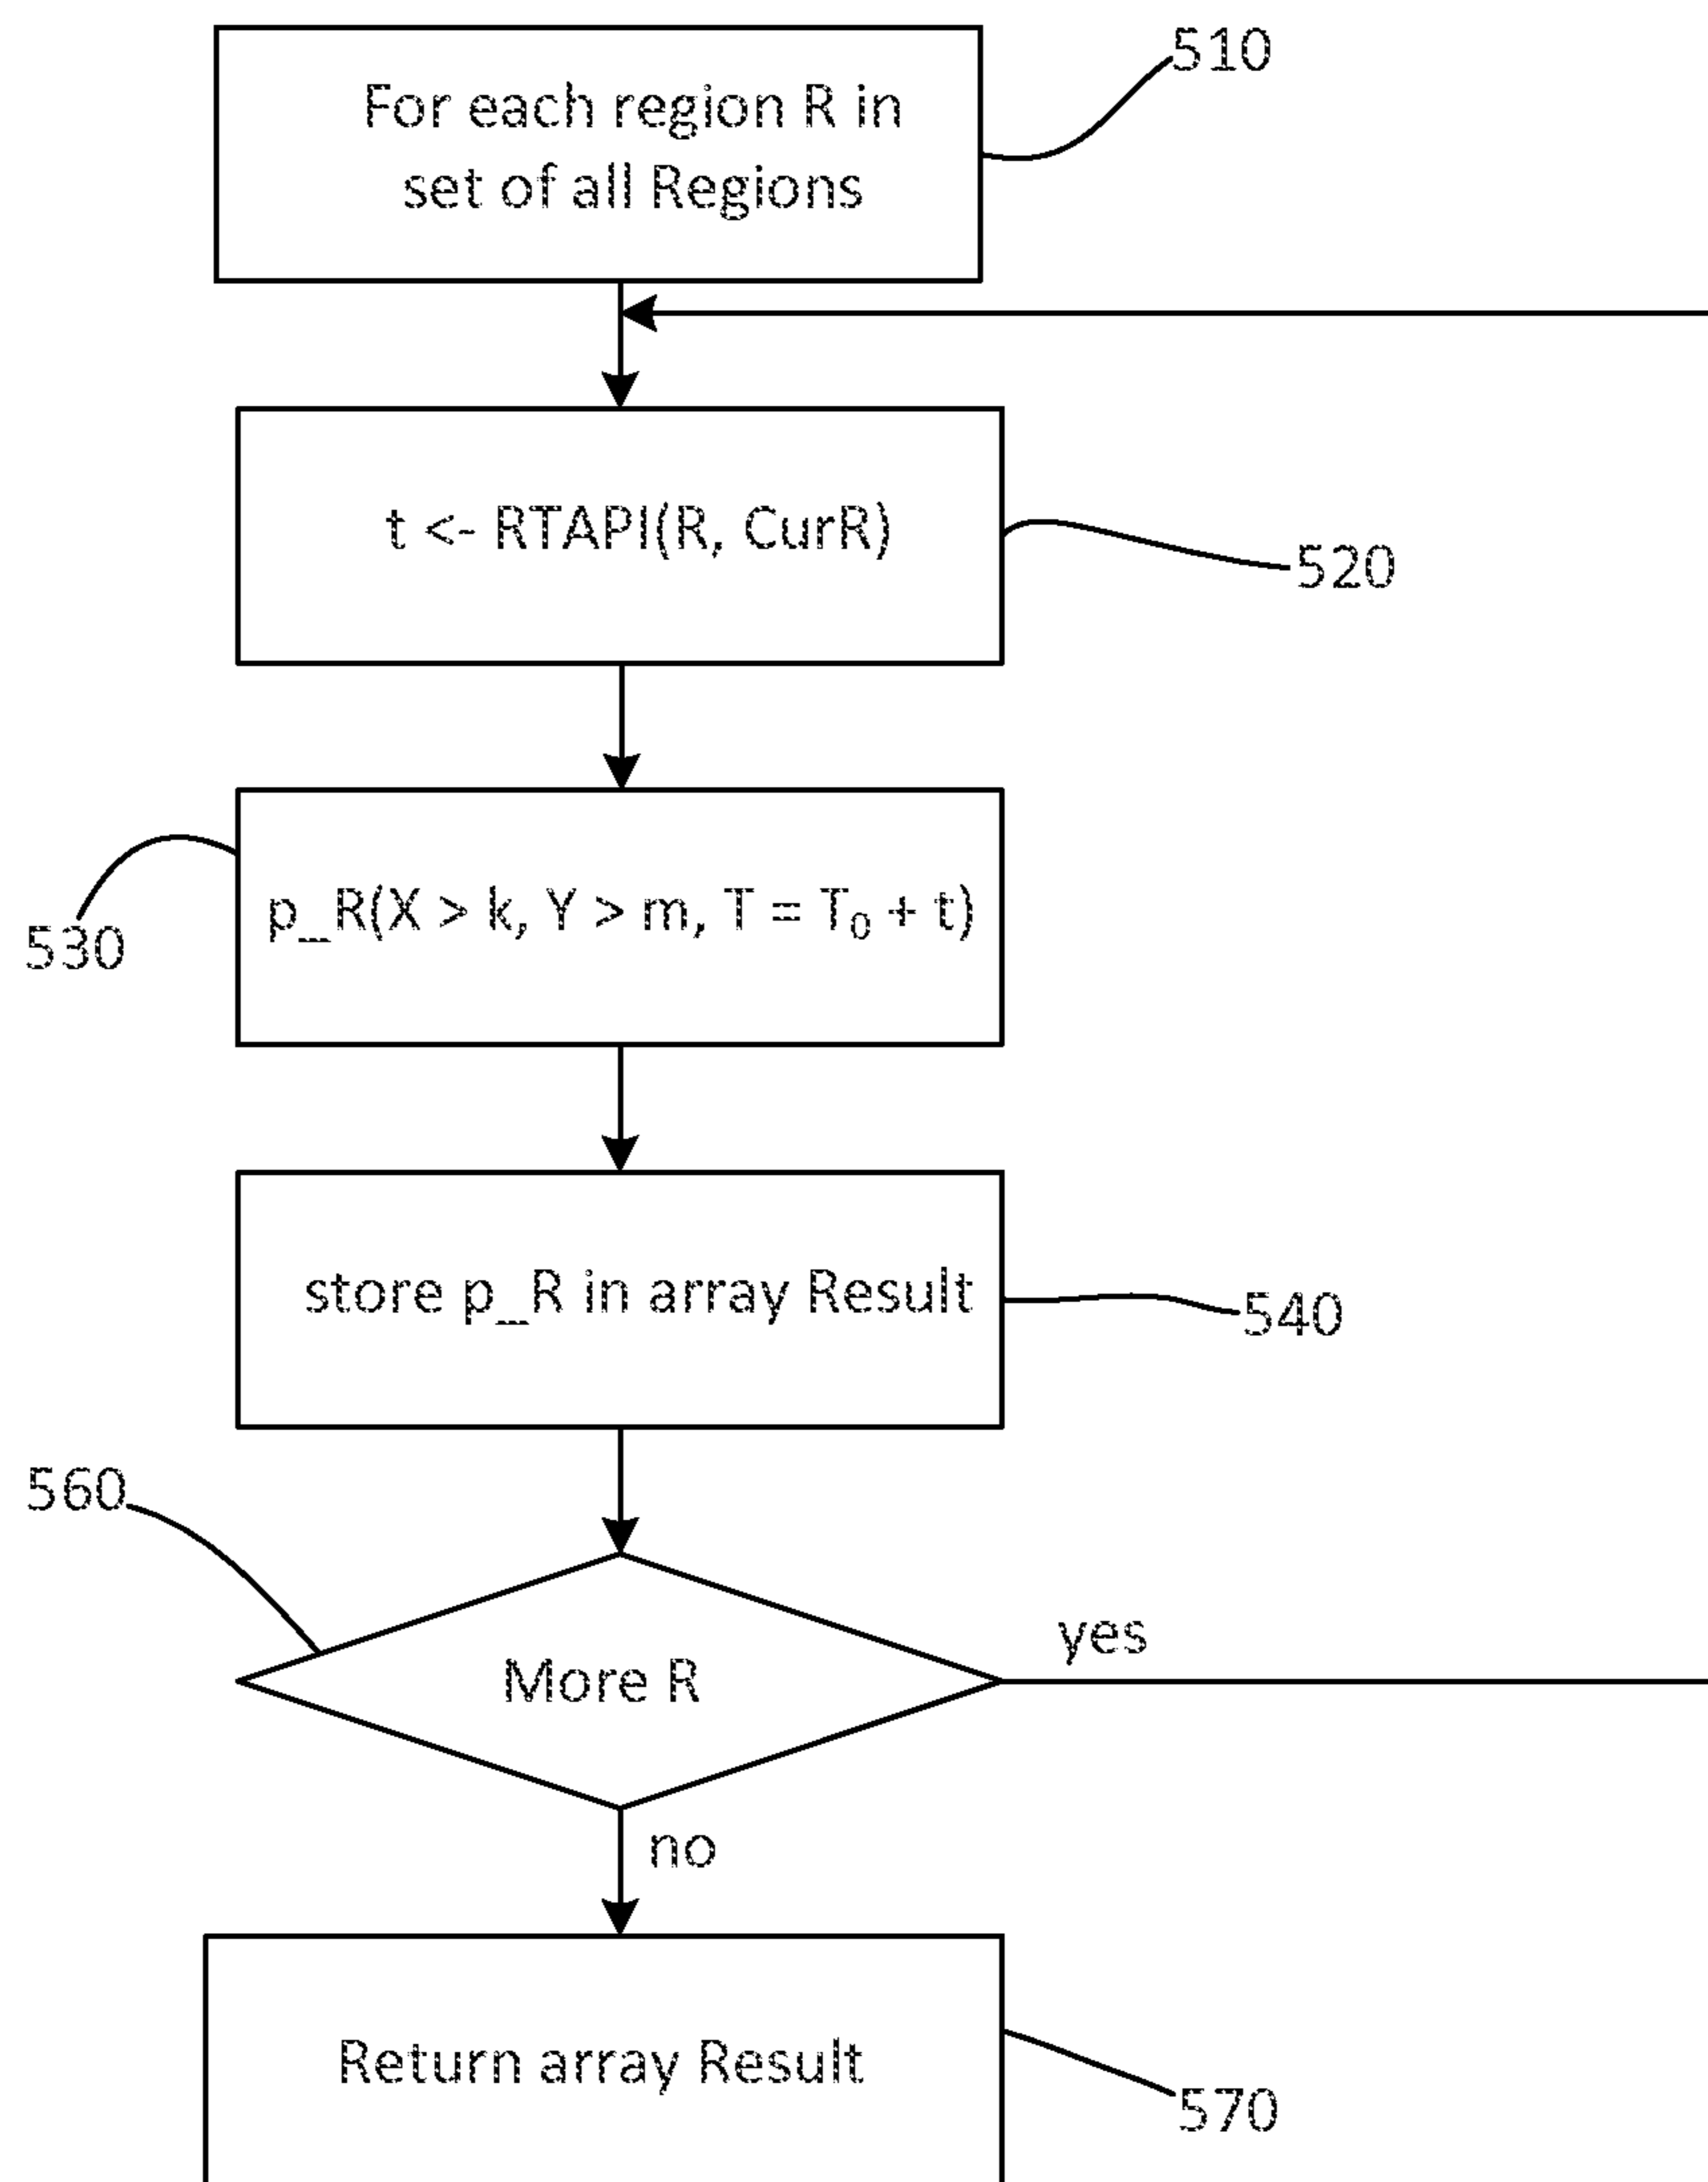 For each region R in
set of all Regions
510
t <- RTAPI(R, CurR)
520
p_R(X > k, Y > m, T = T₀ + t)
530
store p_R in array Result
540
560
More R
yes
no
Return array Result
570